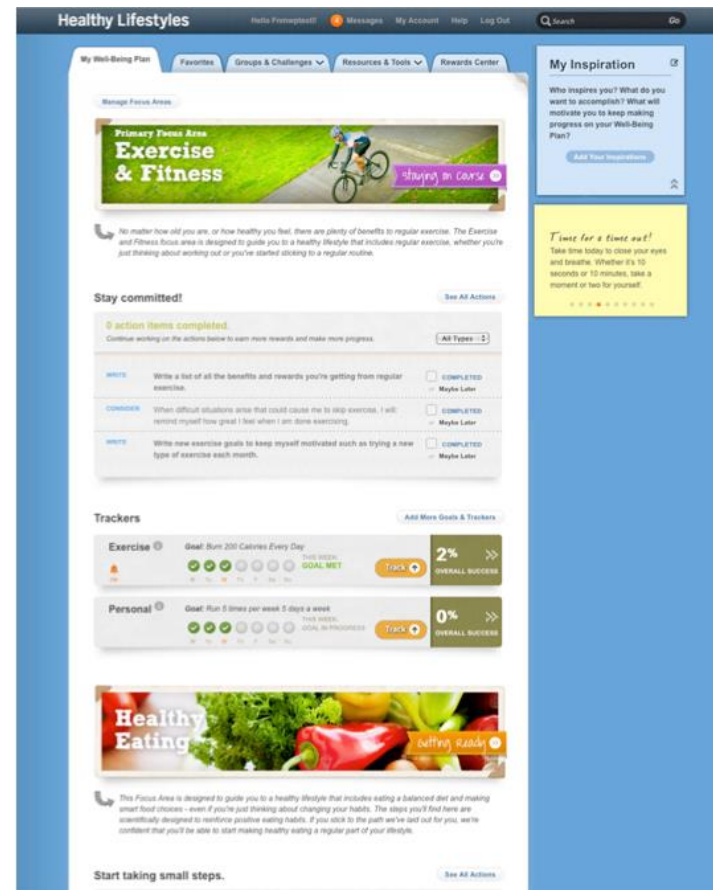 Healthy Lifestyles
Messages
My Account
Help
Log Out
Search
Go
My Well-Being Plan
Favorites
Groups & Challenges
Resources & Tools
Rewards Center
Manage Focus Areas
Primary Focus Area
Exercise
& Fitness
staying on course
No matter how old you are, or how healthy you feel, there are plenty of benefits to regular exercise. The Exercise
and Fitness focus area is designed to guide you to a healthy lifestyle that includes regular exercise, whether you're
just thinking about working out or you've started sticking to a regular routine.
Stay committed!
See All Actions
0 action items completed.
Continue working on the actions below to earn more rewards and make more progress.
All Types
WRITE
Write a list of all the benefits and rewards you're getting from regular
exercise.
COMPLETED
Maybe Later
CONSIDER
When difficult situations arise that could cause me to skip exercise, I will
remind myself how great I feel when I am done exercising.
COMPLETED
or Maybe Later
WRITE
Write new exercise goals to keep myself motivated such as trying a new
type of exercise each month.
COMPLETED
or Maybe Later
Trackers
Add More Goals & Trackers
Exercise
Goal: Burn 200 Calories Every Day
THIS WEEK:
GOAL MET
Track
2%
OVERALL SUCCESS
Personal
Goal: Run 5 times per week 5 days a week
THIS WEEK:
GOAL IN PROGRESS
Track
0%
OVERALL SUCCESS
Healthy
Eating
Getting Ready
This Focus Area is designed to guide you to a healthy lifestyle that includes eating a balanced diet and making
smart food choices - even if you're just thinking about changing your habits. The steps you'll find here are
scientifically designed to reinforce positive eating habits. If you stick to the path we've laid out for you, we're
confident that you'll be able to start making healthy eating a regular part of your lifestyle.
Start taking small steps.
See All Actions
My Inspiration
Who inspires you? What do you
want to accomplish? What will
motivate you to keep making
progress on your Well-Being
Plan?
Add Your Inspirations
Time for a time out!
Take time today to close your eyes
and breathe. Whether it's 10
seconds or 10 minutes, take a
moment or two for yourself.